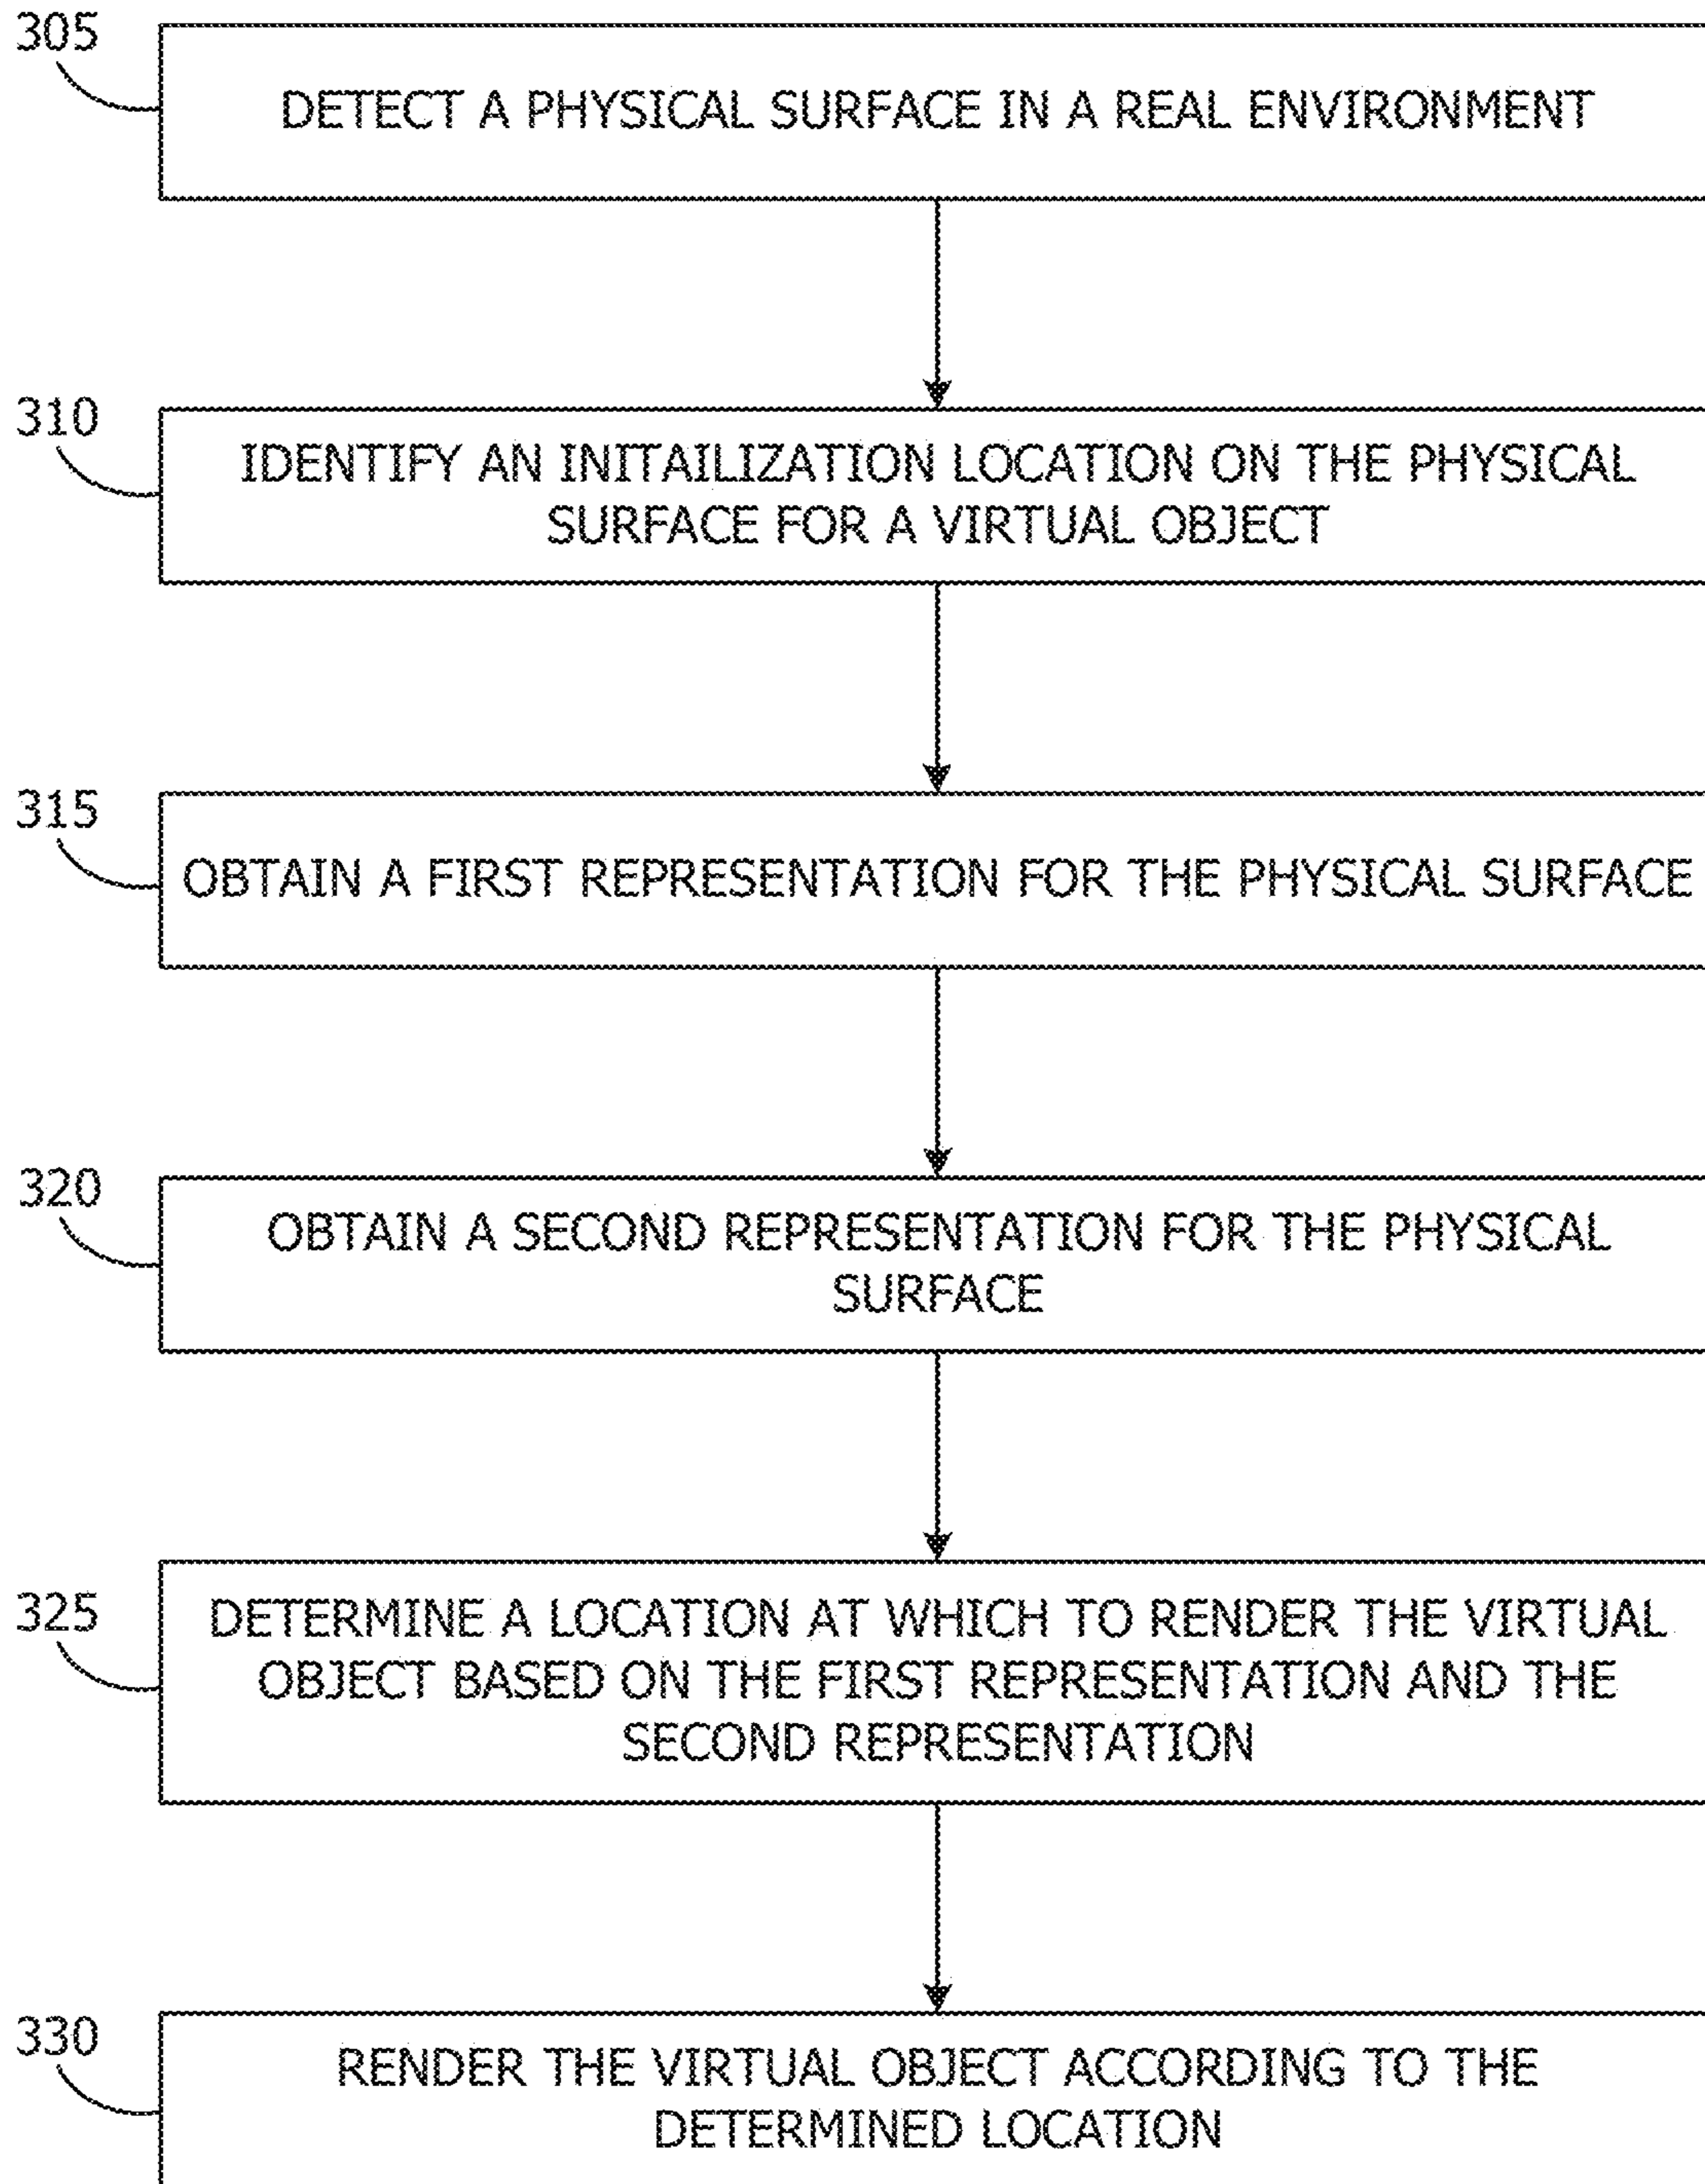 305
DETECT A PHYSICAL SURFACE IN A REAL ENVIRONMENT
310
IDENTIFY AN INITAILIZATION LOCATION ON THE PHYSICAL
SURFACE FOR A VIRTUAL OBJECT
315
OBTAIN A FIRST REPRESENTATION FOR THE PHYSICAL SURFACE
320
OBTAIN A SECOND REPRESENTATION FOR THE PHYSICAL
SURFACE
325
DETERMINE A LOCATION AT WHICH TO RENDER THE VIRTUAL
OBJECT BASED ON THE FIRST REPRESENTATION AND THE
SECOND REPRESENTATION
330
RENDER THE VIRTUAL OBJECT ACCORDING TO THE
DETERMINED LOCATION